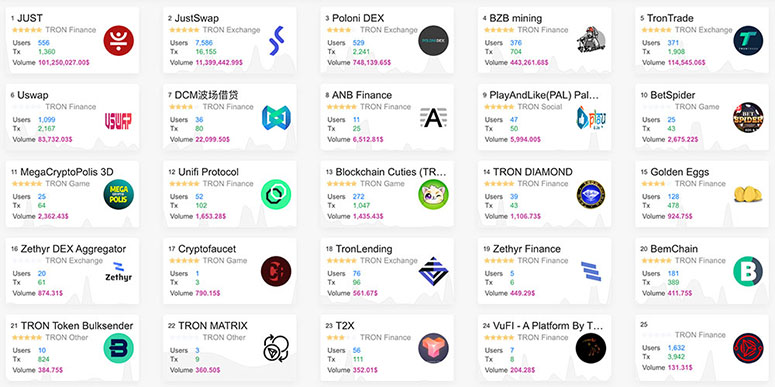 1 JUST
TRON Finance
Users 556
Tx 1,360
Volume 101,250,027.00$
2 JustSwap
TRON Exchange
Users 7,586
Tx 16,155
Volume 11,399,442.99$
3 Poloni DEX
TRON Exchange
Users 529
Tx 2,241
Volume 748,139.65$
POLONI DEX
4 BZB mining
TRON Finance
Users 376
Tx 704
Volume 443,261.68$
5 TronTrade
TRON Exchange
Users 371
Tx 1,908
Volume 114,545.06$
6 Uswap
TRON Finance
Users 1,099
Tx 2,167
Volume 83,732.03$
USWAP
7 DCM波场借贷
TRON Finance
Users 36
Tx 80
Volume 22,099.50$
8 ANB Finance
TRON Finance
Users 11
Tx 25
Volume 6,512.81$
A
9 PlayAndLike(PAL) Pal...
TRON Social
Users 47
Tx 50
Volume 5,994.00$
play
10 BetSpider
TRON Game
Users 25
Tx 43
Volume 2,675.22$
BET
SPIDER
11 MegaCryptoPolis 3D
TRON Game
Users 25
Tx 64
Volume 2,362.43$
MEGA
CRYPTO
POLIS
12 Unifi Protocol
TRON Finance
Users 52
Tx 102
Volume 1,653.28$
13 Blockchain Cuties (TR...
TRON Game
Users 272
Tx 1,047
Volume 1,435.43$
14 TRON DIAMOND
TRON Finance
Users 39
Tx 43
Volume 1,106.73$
15 Golden Eggs
TRON Finance
Users 128
Tx 478
Volume 924.75$
16 Zethyr DEX Aggregator
TRON Exchange
Users 20
Tx 61
Volume 874.31$
Zethyr
17 Cryptofaucet
TRON Game
Users 1
Tx 3
Volume 790.15$
18 TronLending
TRON Exchange
Users 76
Tx 96
Volume 561.67$
19 Zethyr Finance
TRON Finance
Users 5
Tx 6
Volume 449.29$
20 BemChain
TRON Finance
Users 181
Tx 389
Volume 411.75$
B
21 TRON Token Bulksender
TRON Other
Users 10
Tx 824
Volume 384.75$
22 TRON MATRIX
TRON Other
Users 3
Tx 9
Volume 360.50$
23 T2X
TRON Finance
Users 56
Tx 111
Volume 352.01$
24 VuFI - A Platform By T...
TRON Finance
Users 7
Tx 8
Volume 204.28$
25
TRON Finance
Users 1,632
Tx 3,942
Volume 131.31$